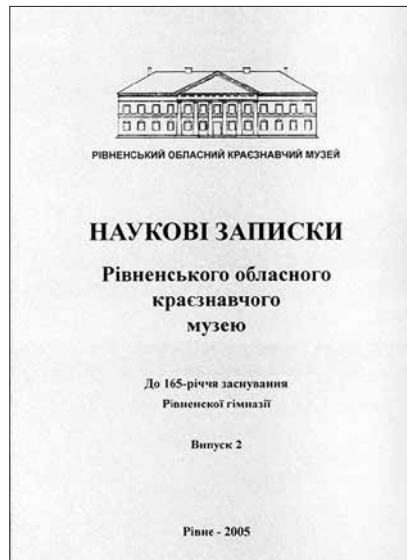 РІВНЕНСЬКИЙ ОБЛАСНИЙ КРАЄЗНАВЧИЙ МУЗЕЙ
НАУКОВІ ЗАПИСКИ
Рівненського обласного
краєзнавчого
музею
До 165-річчя заснування
Рівненскої гімназії
Випуск 2
Рівне - 2005